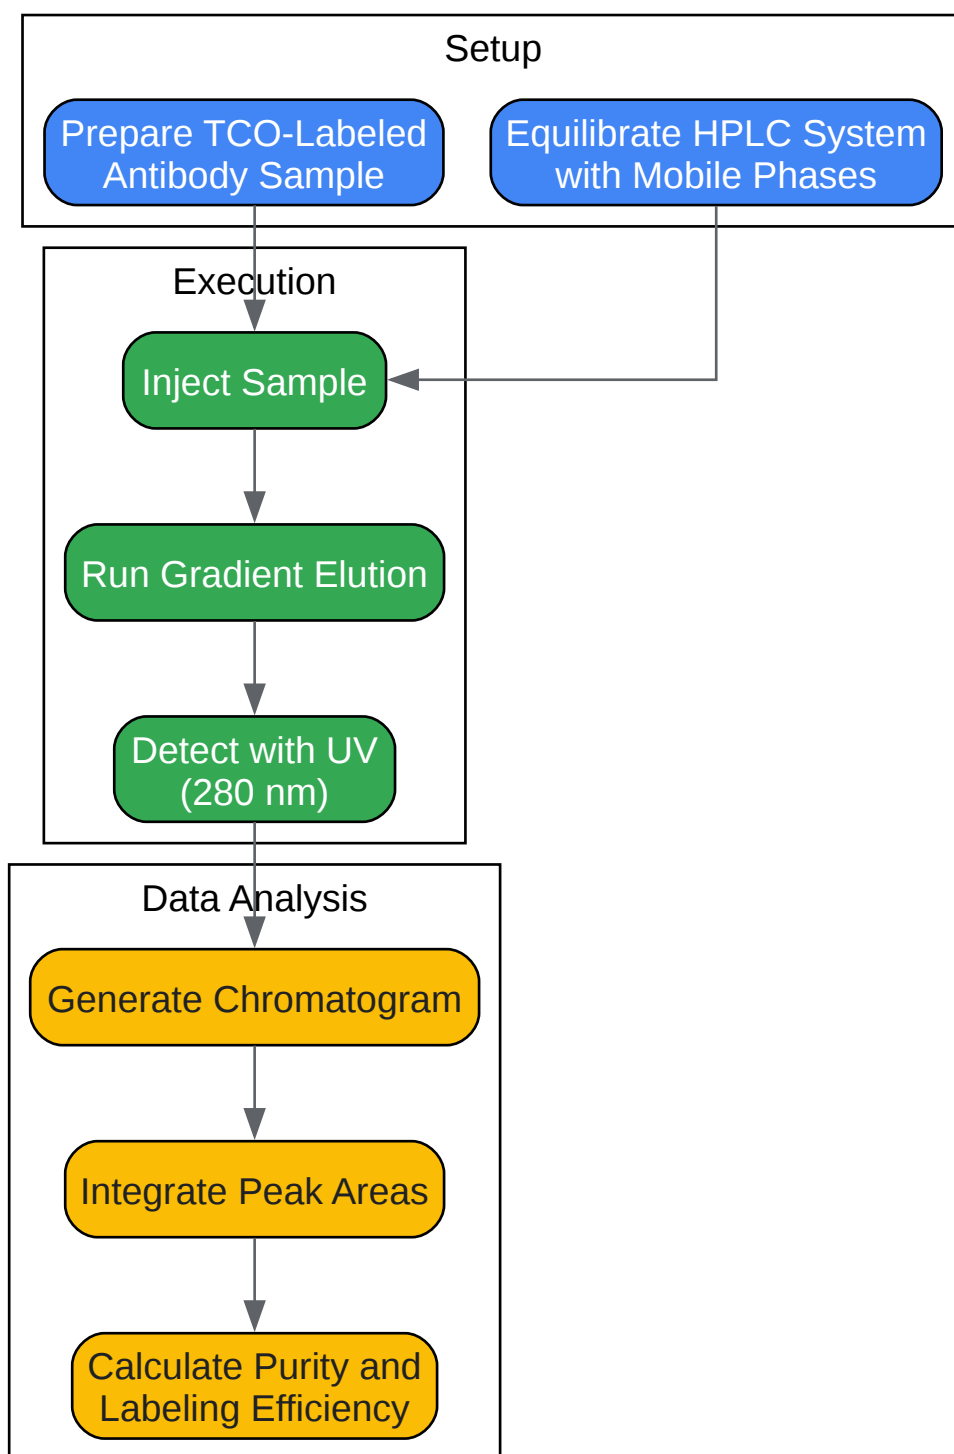 Setup
Prepare TCO-Labeled
Antibody Sample
Equilibrate HPLC System
with Mobile Phases
Execution
Inject Sample
Run Gradient Elution
Detect with UV
(280 nm)
Data Analysis
Generate Chromatogram
Integrate Peak Areas
Calculate Purity and
Labeling Efficiency